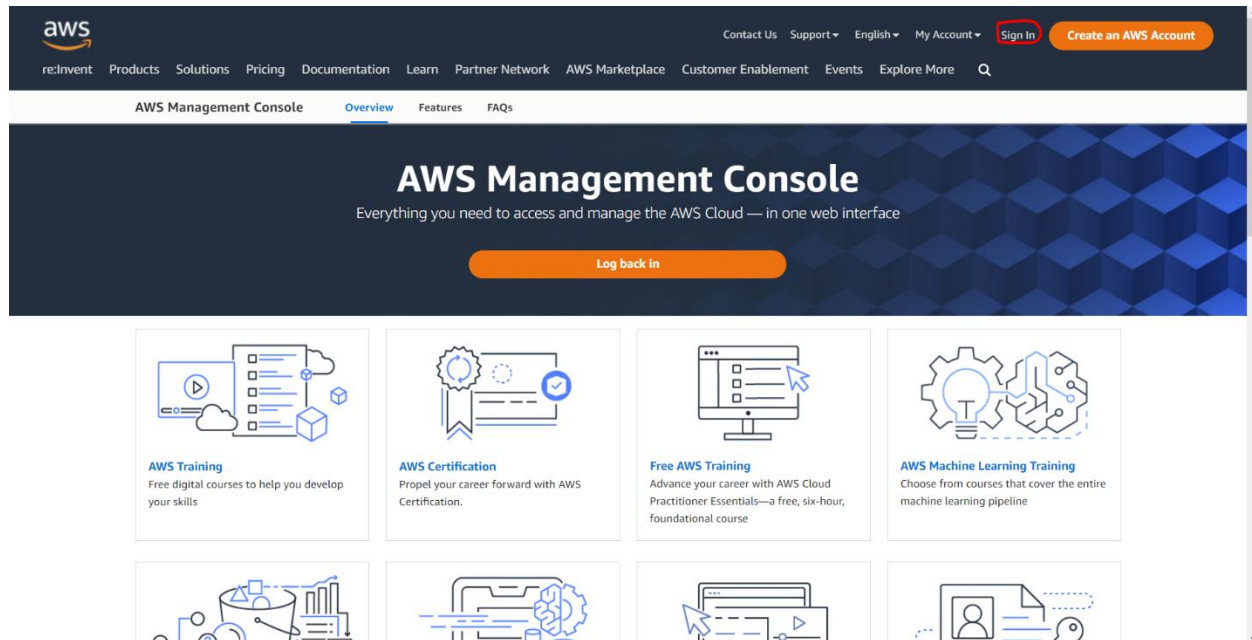 aws
Contact Us Support English My Account Sign In Create an AWS Account
re:Invent Products Solutions Pricing Documentation Learn Partner Network AWS Marketplace Customer Enablement Events Explore More
AWS Management Console Overview Features FAQs
AWS Management Console
Everything you need to access and manage the AWS Cloud — in one web interface
Log back in
AWS Training
Free digital courses to help you develop
your skills
AWS Certification
Propel your career forward with AWS
Certification.
Free AWS Training
Advance your career with AWS Cloud
Practitioner Essentials—a free, six-hour,
foundational course
AWS Machine Learning Training
Choose from courses that cover the entire
machine learning pipeline